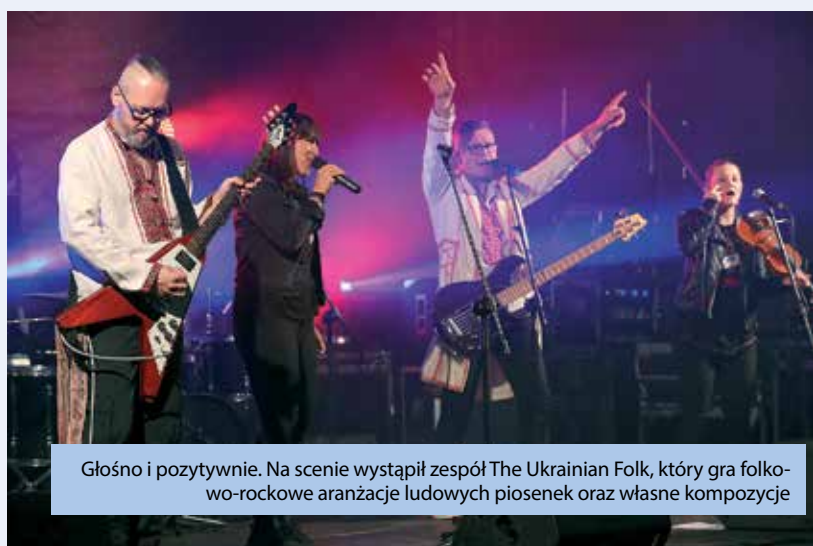 Głośno i pozytywnie. Na scenie wystąpił zespół The Ukrainian Folk, który gra folko-
wo-rockowe aranżacje ludowych piosenek oraz własne kompozycje